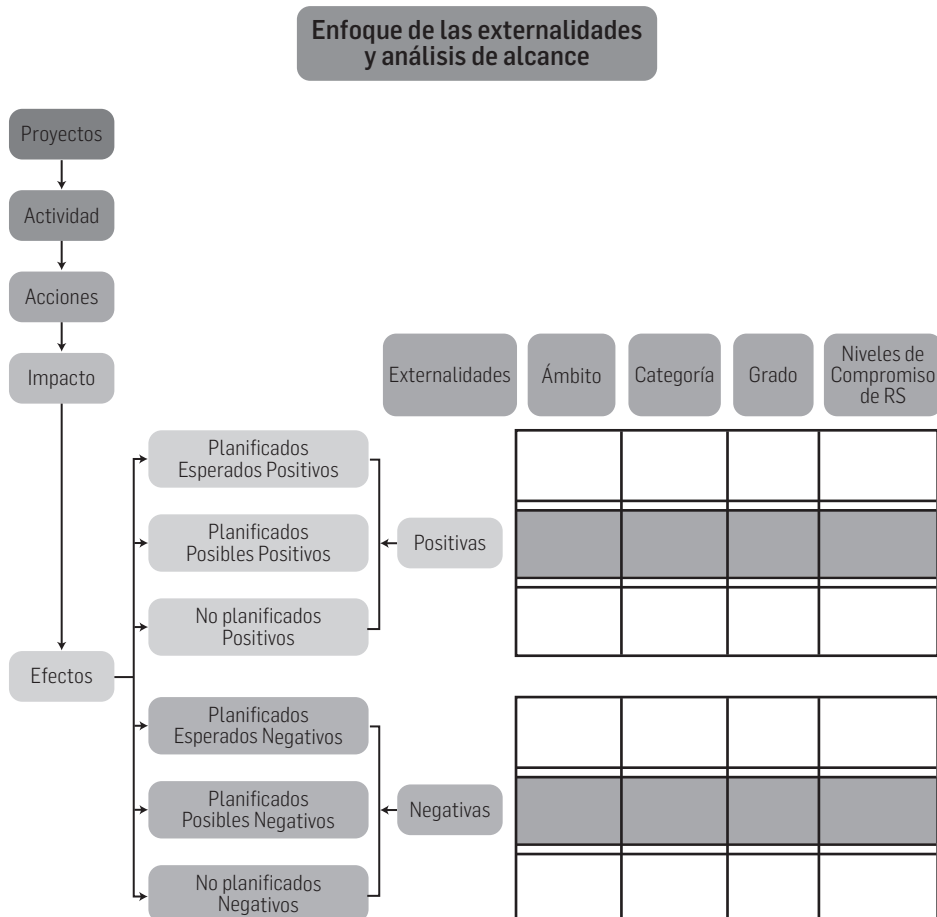 Enfoque de las externalidades
y análisis de alcance
Proyectos
Actividad
Acciones
Impacto
Externalidades
Ámbito
Categoría
Grado
Niveles de
Compromiso
de RS
Planificados
Esperados Positivos
Planificados
Posibles Positivos
Positivas
No planificados
Positivos
Efectos
Planificados
Esperados Negativos
Planificados
Posibles Negativos
Negativas
No planificados
Negativos